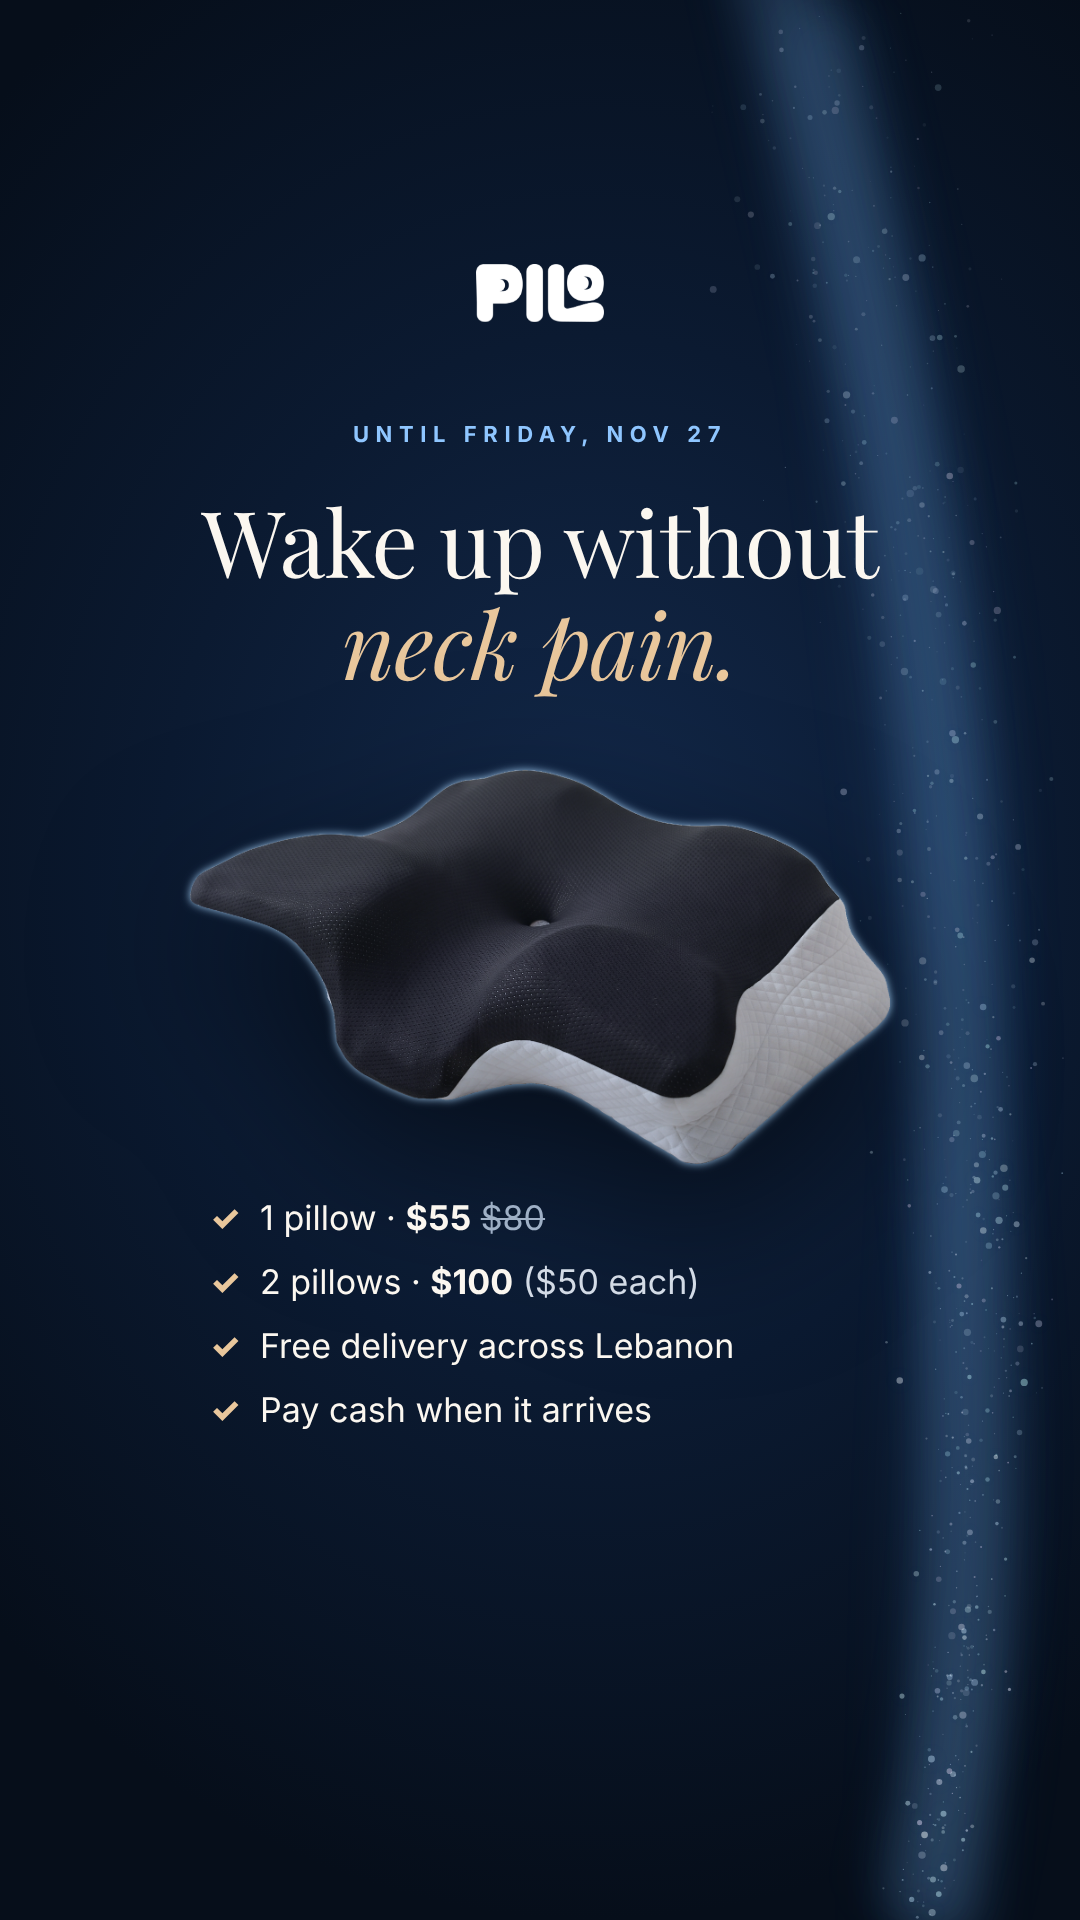 PILO
UNTIL FRIDAY, NOV 27
Wake up without
neck pain.
1 pillow · $55 $80
2 pillows · $100 ($50 each)
Free delivery across Lebanon
Pay cash when it arrives